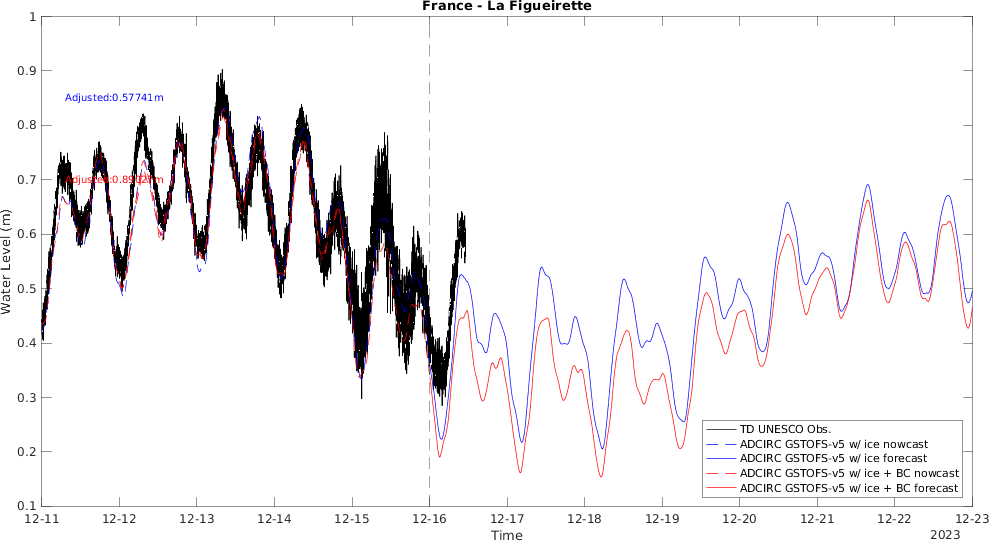 France - La Figueirette
Water Level (m)
1
0.9
0.8
0.7
0.6
0.5
0.4
0.3
0.2
0.1
Adjusted:0.57741m
TD UNESCO Obs.
ADCIRC GSTOFS-v5 w/ ice nowcast
ADCIRC GSTOFS-v5 w/ ice forecast
ADCIRC GSTOFS-v5 w/ ice + BC nowcast
ADCIRC GSTOFS-v5 w/ ice + BC forecast
12-11 12-12 12-13 12-14 12-15 12-16 12-17 12-18 12-19 12-20 12-21 12-22 12-23
Time
2023